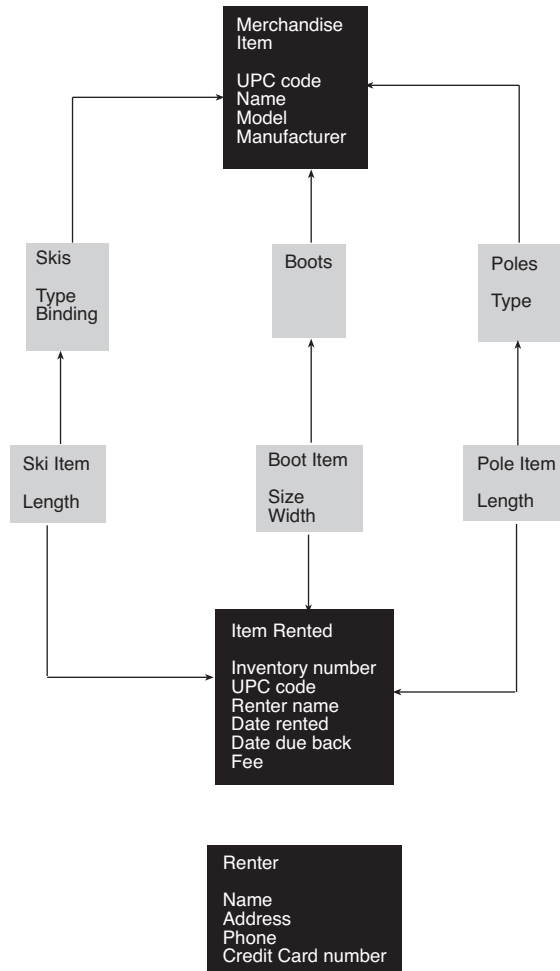 Merchandise
Item
UPC code
Name
Model
Manufacturer
Skis
Type
Binding
Boots
Poles
Type
Ski Item
Length
Boot Item
Size
Width
Pole Item
Length
Item Rented
Inventory number
UPC code
Renter name
Date rented
Date due back
Fee
Renter
Name
Address
Phone
Credit Card number